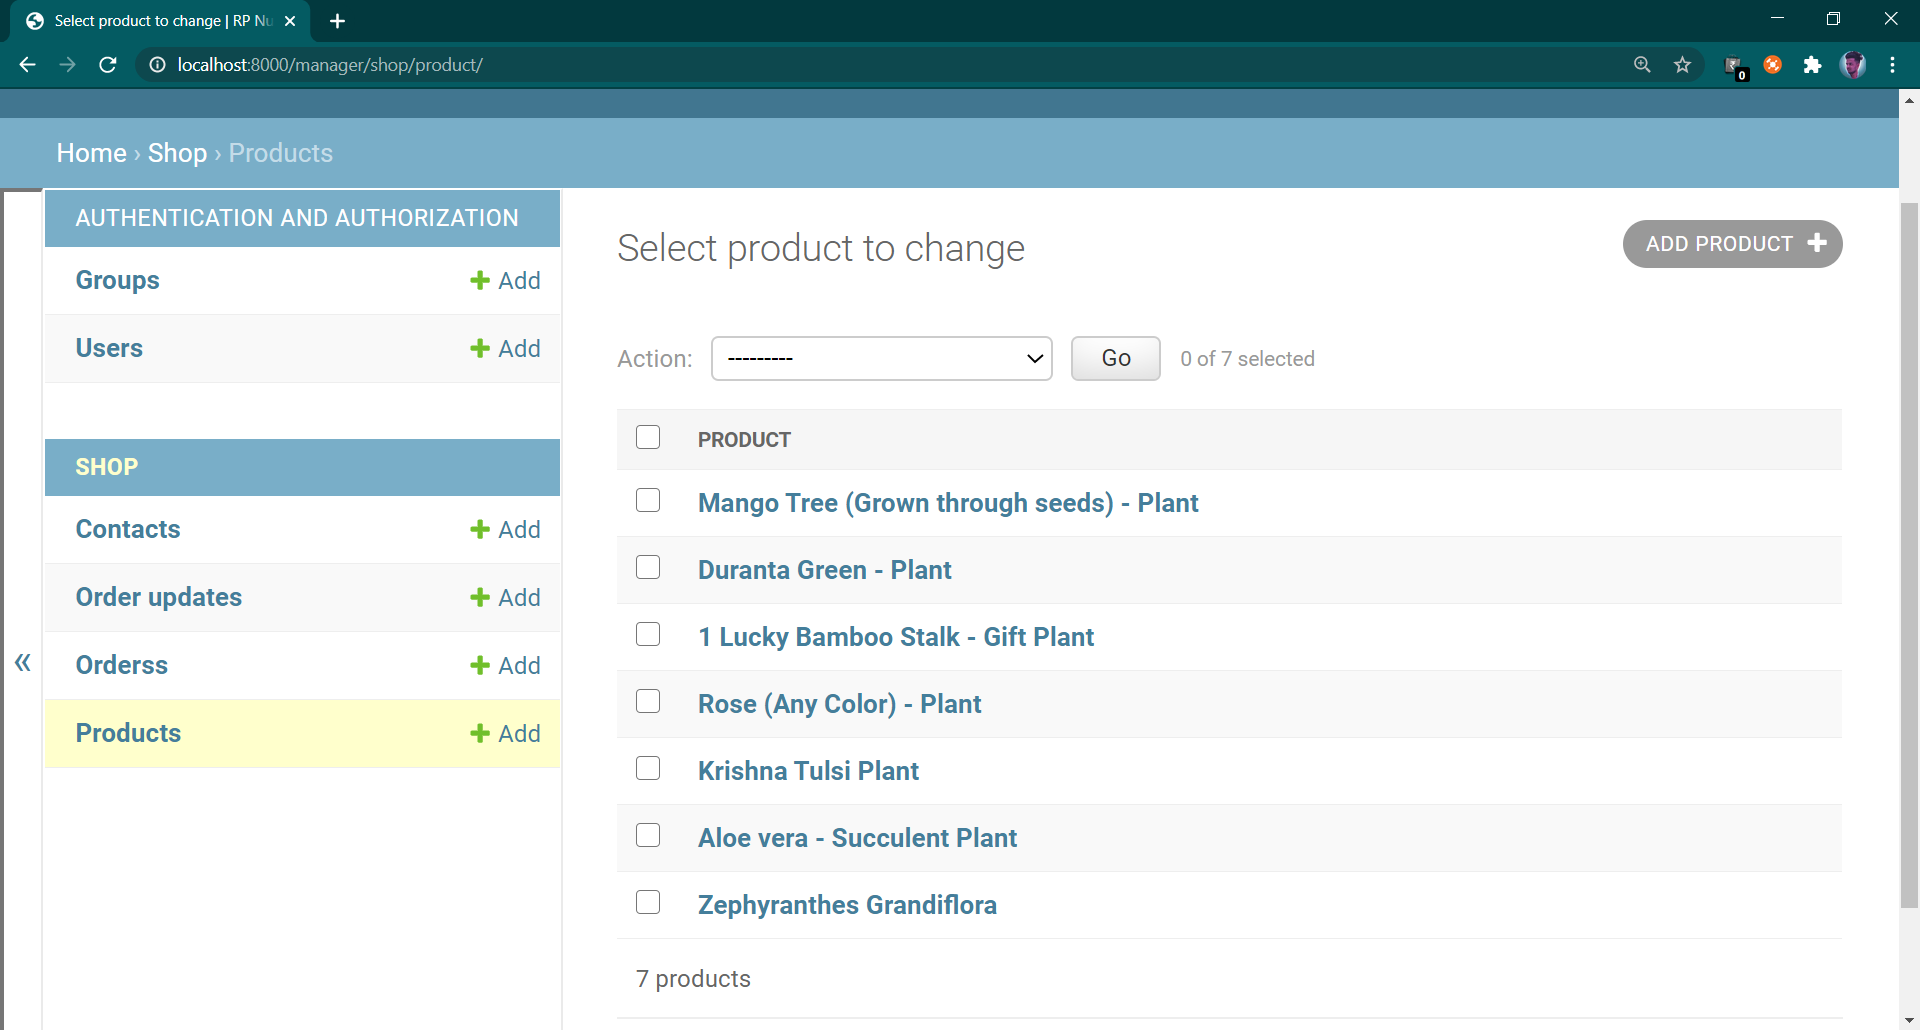 Select product to change | RP Nu
localhost:8000/manager/shop/product/
0
Home › Shop › Products
AUTHENTICATION AND AUTHORIZATION
Groups
Add
Users
Add
SHOP
Contacts
Add
Order updates
Add
Orderss
Add
Products
Add
«
Select product to change
ADD PRODUCT
Action:
---------
Go
0 of 7 selected
PRODUCT
Mango Tree (Grown through seeds) - Plant
Duranta Green - Plant
1 Lucky Bamboo Stalk - Gift Plant
Rose (Any Color) - Plant
Krishna Tulsi Plant
Aloe vera - Succulent Plant
Zephyranthes Grandiflora
7 products